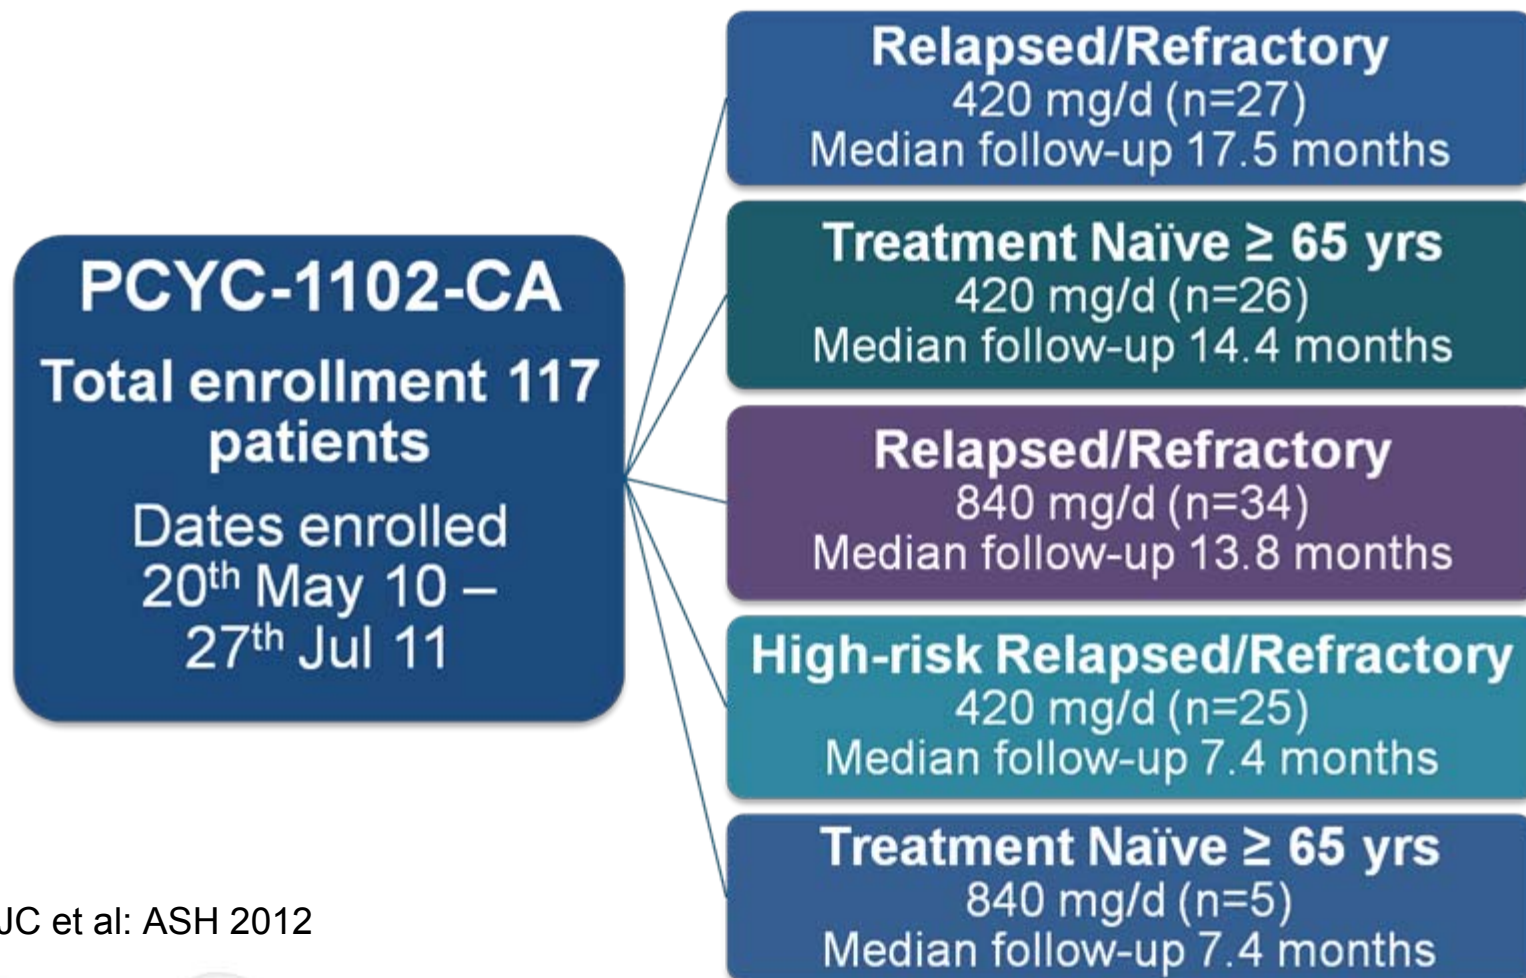 PCYC-1102-CA
Total enrollment 117
patients
Dates enrolled
20th May 10 –
27th Jul 11
Relapsed/Refractory
420 mg/d (n=27)
Median follow-up 17.5 months
Treatment Naïve ≥ 65 yrs
420 mg/d (n=26)
Median follow-up 14.4 months
Relapsed/Refractory
840 mg/d (n=34)
Median follow-up 13.8 months
High-risk Relapsed/Refractory
420 mg/d (n=25)
Median follow-up 7.4 months
Treatment Naïve ≥ 65 yrs
840 mg/d (n=5)
Median follow-up 7.4 months
JC et al: ASH 2012